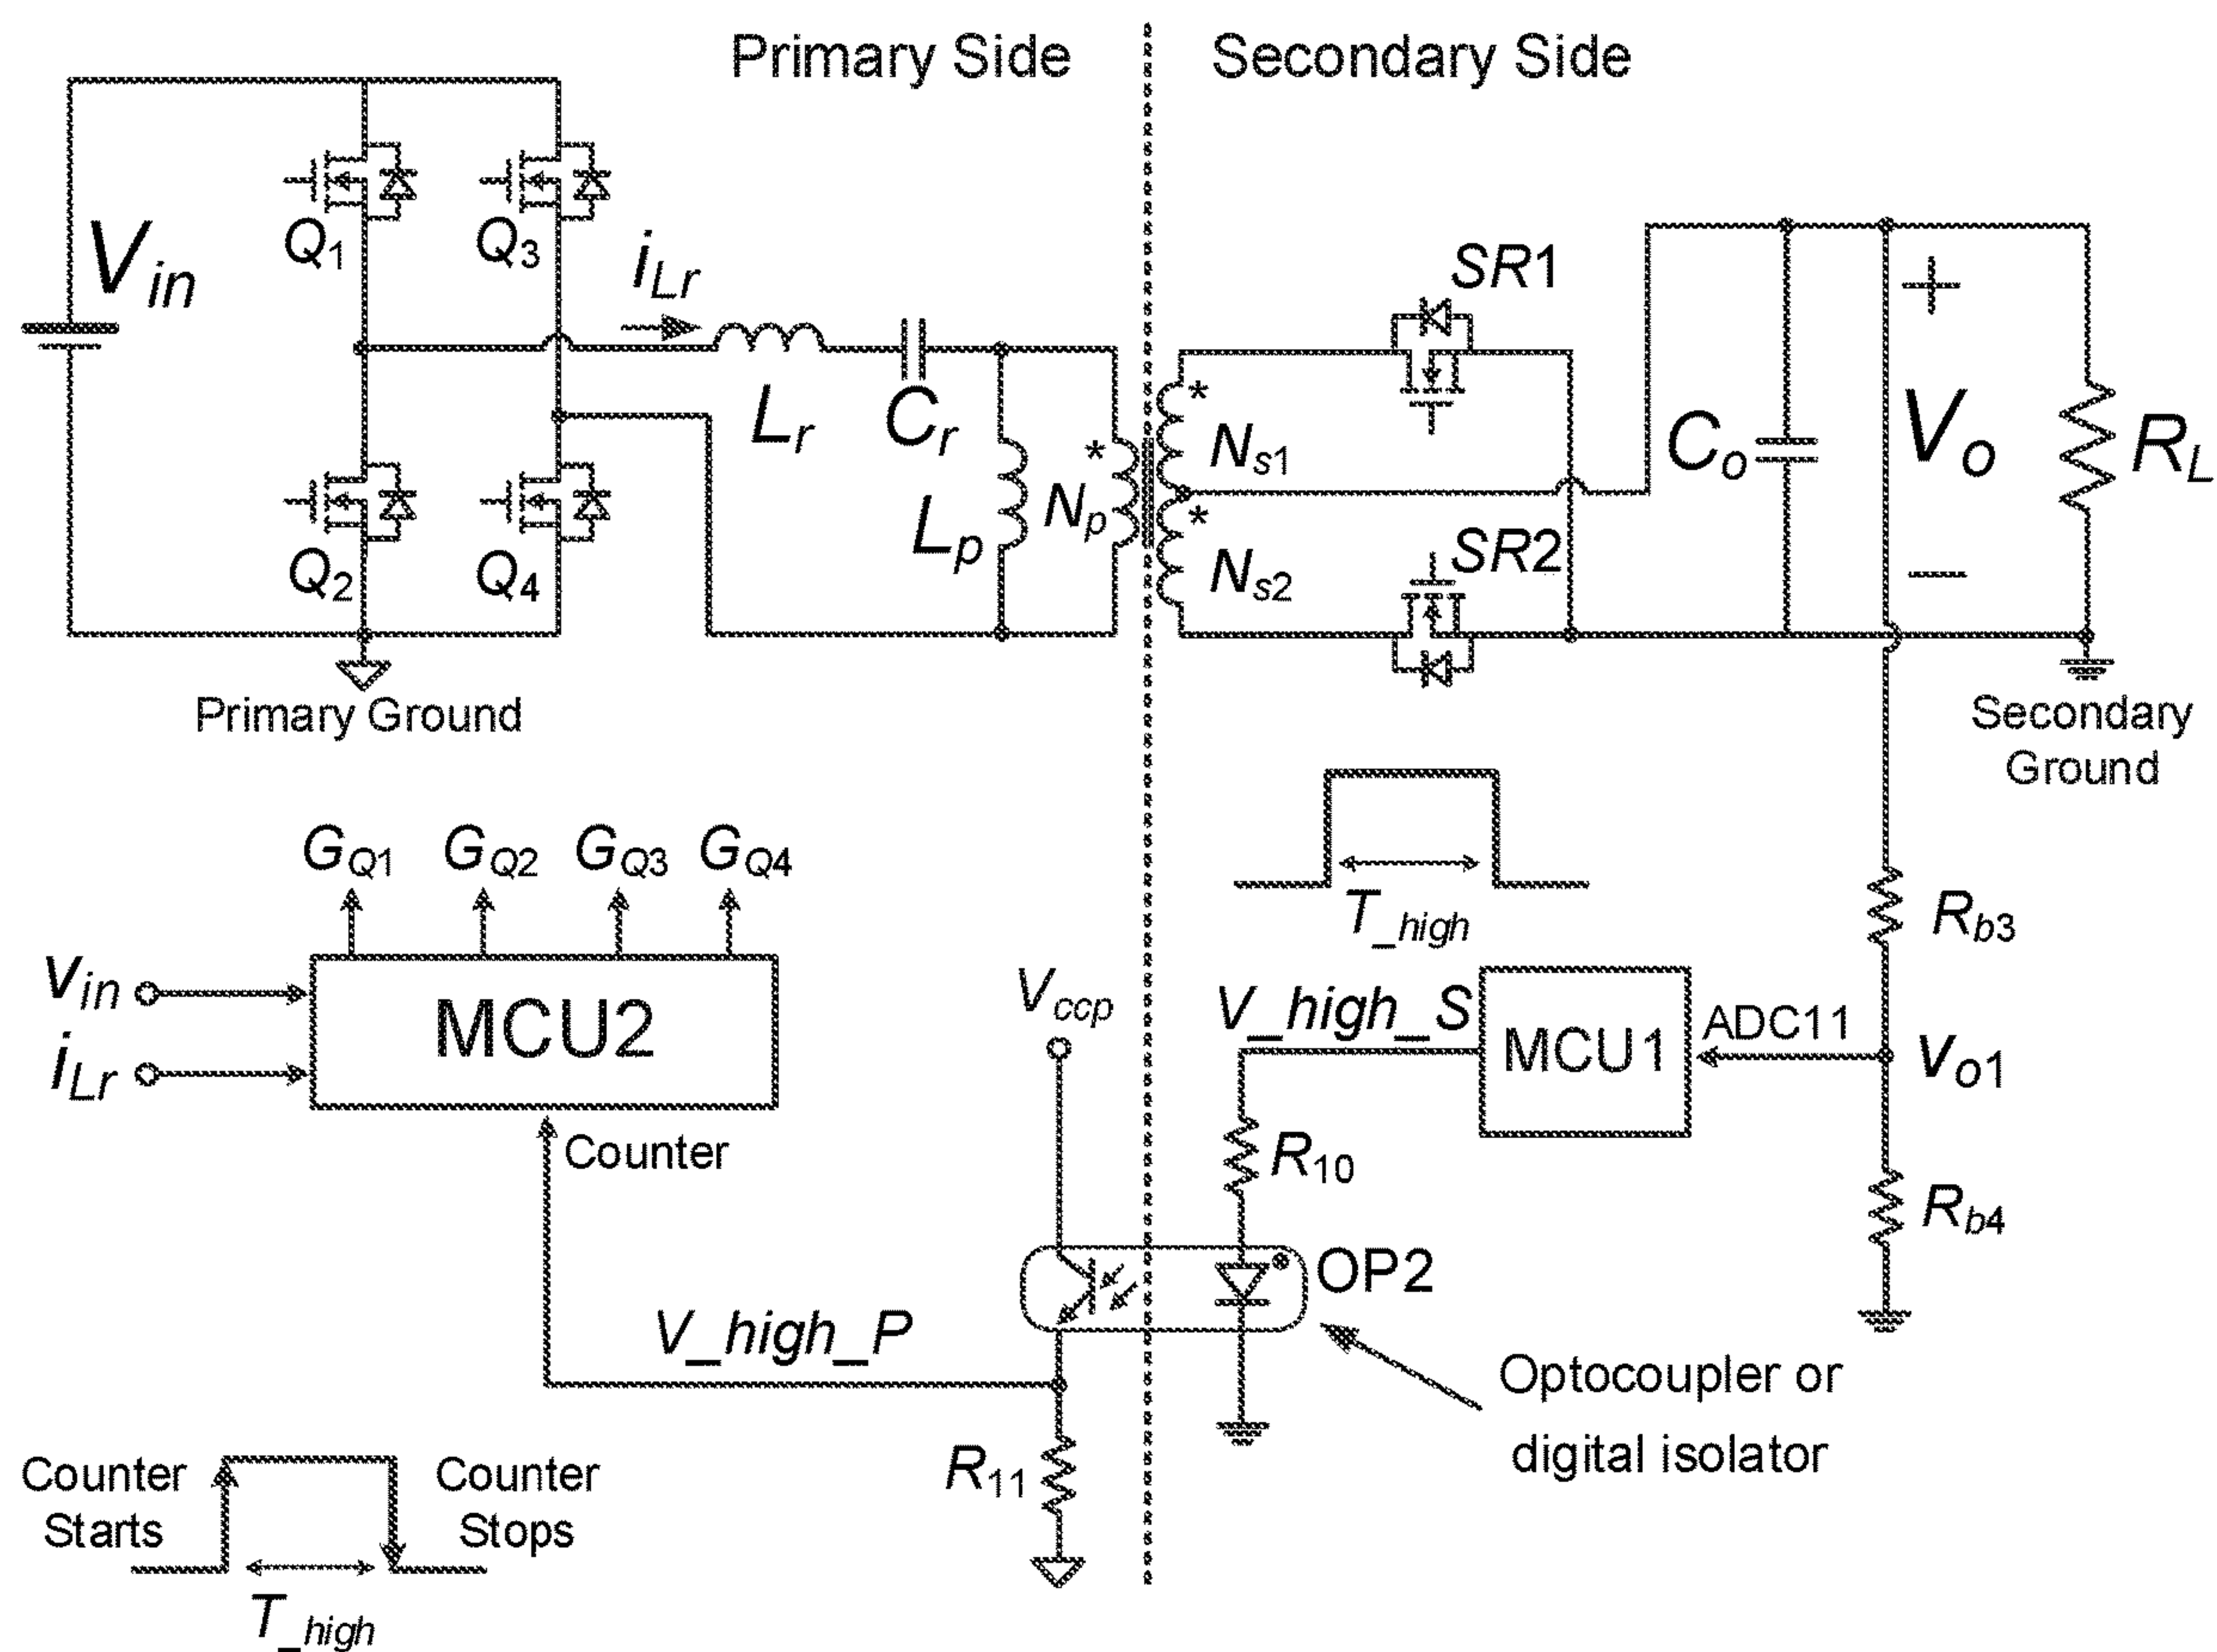 Primary Side
Secondary Side
Vin
Q1
Q3
iLr
SR1
+
Lr
Cr
*
Ns1
Co
Vo
RL
*
Np
Lp
*
Ns2
SR2
Q2
Q4
−
Primary Ground
Secondary
Ground
GQ1 GQ2 GQ3 GQ4
T_high
Rb3
vin
iLr
MCU2
Vccp
V_high_S
MCU1
ADC11
vo1
Counter
R10
Rb4
OP2
V_high_P
Optocoupler or
digital isolator
R11
Counter
Starts
Counter
Stops
T_high